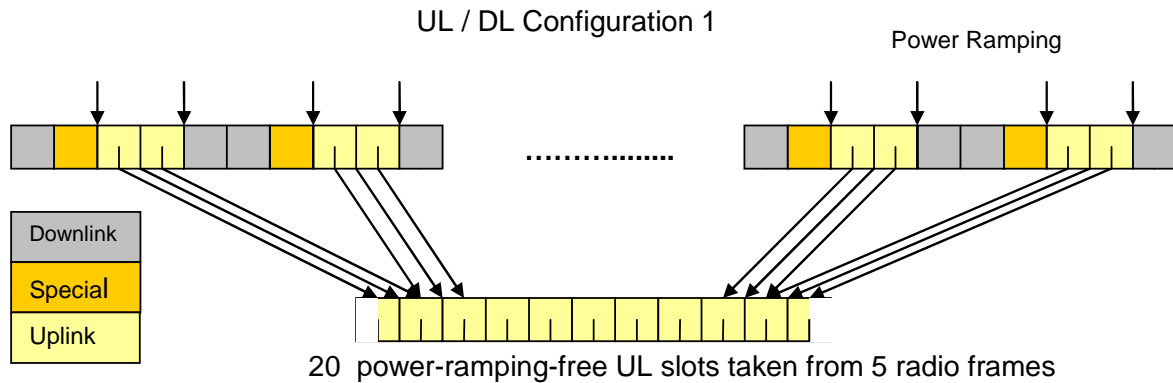 UL / DL Configuration 1
Power Ramping
...................
Downlink
Special
Uplink
20 power-ramping-free UL slots taken from 5 radio frames